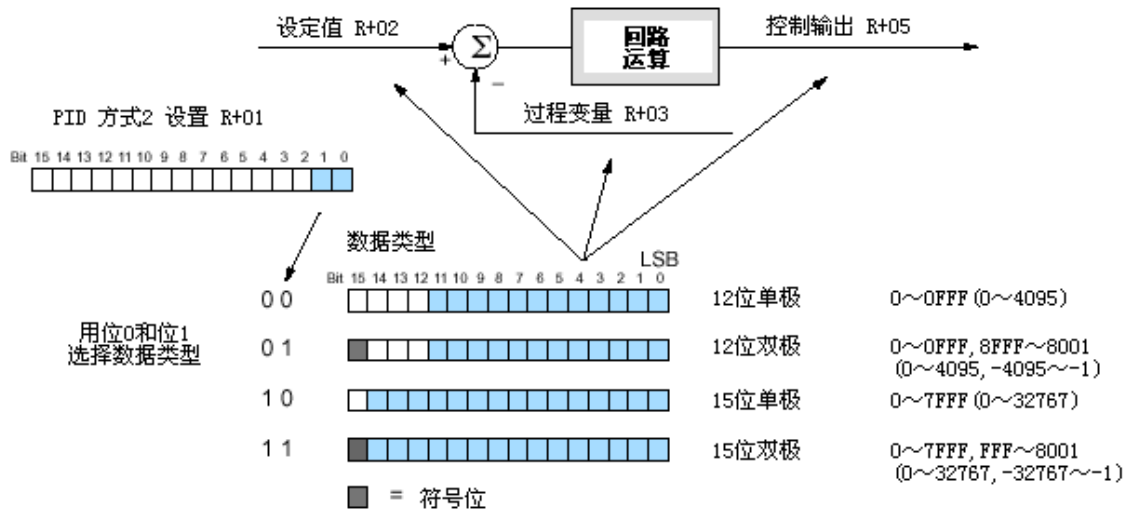 设定值 R+02
+
Σ
−
回路
运算
控制输出 R+05
过程变量 R+03
PID 方式2 设置 R+01
Bit 15 14 13 12 11 10 9 8 7 6 5 4 3 2 1 0
数据类型
LSB
Bit 15 14 13 12 11 10 9 8 7 6 5 4 3 2 1 0
用位0和位1
选择数据类型
0 0
12位单极
0～0FFF(0～4095)
0 1
12位双极
0～0FFF,8FFF～8001
(0～4095,-4095～-1)
1 0
15位单极
0～7FFF(0～32767)
1 1
15位双极
0～7FFF,FFF～8001
(0～32767,-32767～-1)
= 符号位